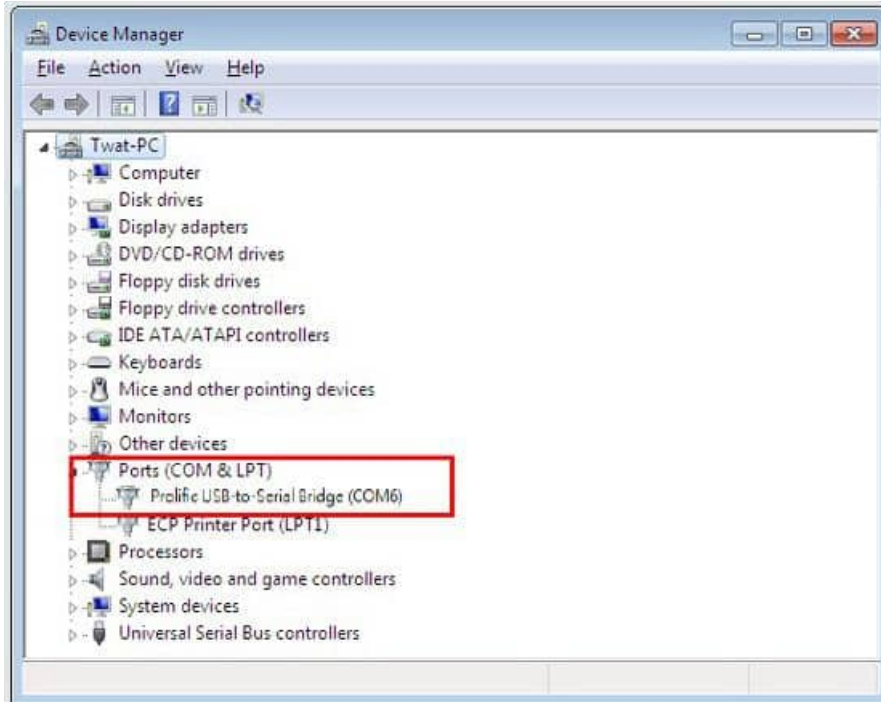 Device Manager
File Action View Help
Twat-PC
Computer
Disk drives
Display adapters
DVD/CD-ROM drives
Floppy disk drives
Floppy drive controllers
IDE ATA/ATAPI controllers
Keyboards
Mice and other pointing devices
Monitors
Other devices
Ports (COM & LPT)
Prolific USB-to-Serial Bridge (COM6)
ECP Printer Port (LPT1)
Processors
Sound, video and game controllers
System devices
Universal Serial Bus controllers